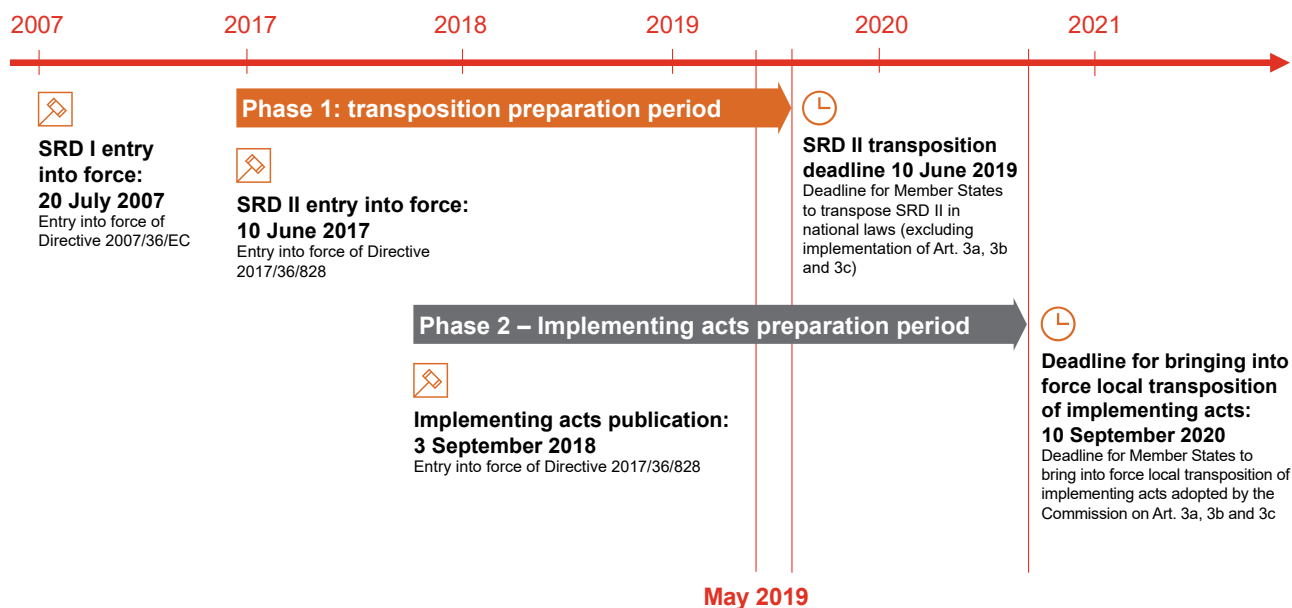 2007
2017
2018
2019
2020
2021
Phase 1: transposition preparation period
SRD I entry
into force:
20 July 2007
Entry into force of
Directive 2007/36/EC
SRD II entry into force:
10 June 2017
Entry into force of Directive
2017/36/828
SRD II transposition
deadline 10 June 2019
Deadline for Member States
to transpose SRD II in
national laws (excluding
implementation of Art. 3a, 3b
and 3c)
Phase 2 – Implementing acts preparation period
Implementing acts publication:
3 September 2018
Entry into force of Directive 2017/36/828
Deadline for bringing into
force local transposition
of implementing acts:
10 September 2020
Deadline for Member States to
bring into force local transposition of
implementing acts adopted by the
Commission on Art. 3a, 3b and 3c
May 2019